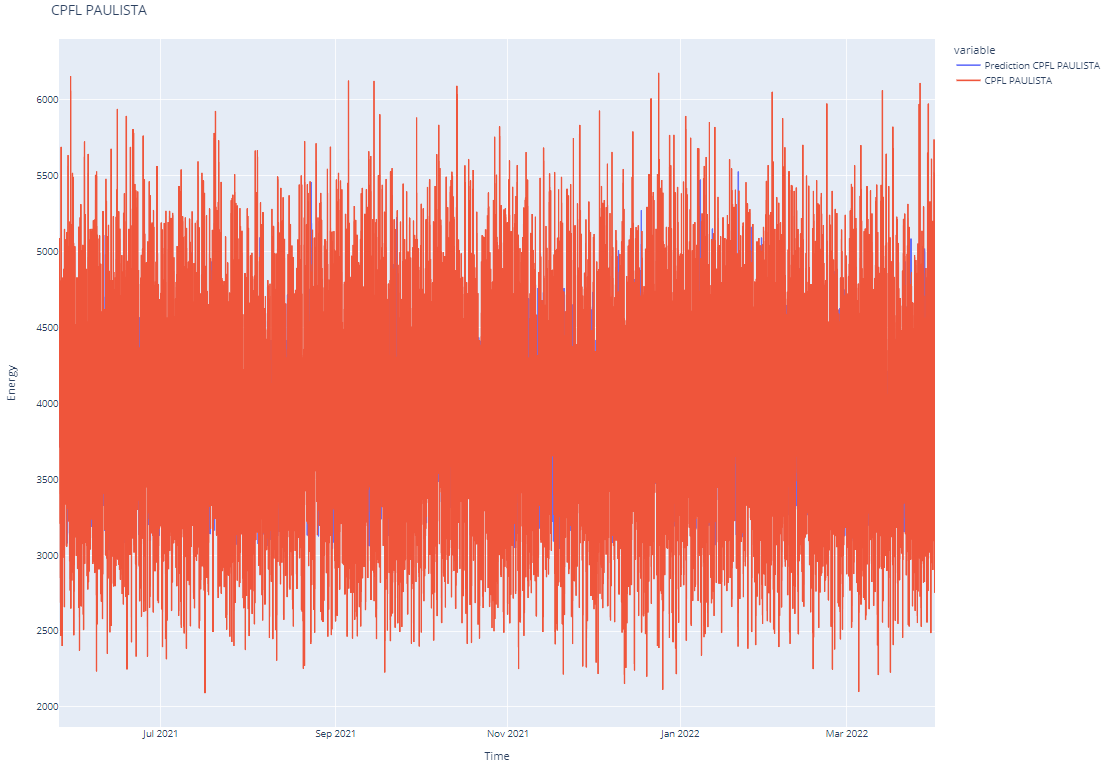 CPFL PAULISTA
variable
Prediction CPFL PAULISTA
CPFL PAULISTA
6000
5500
5000
4500
4000
3500
3000
2500
2000
Energy
Jul 2021
Sep 2021
Nov 2021
Jan 2022
Mar 2022
Time